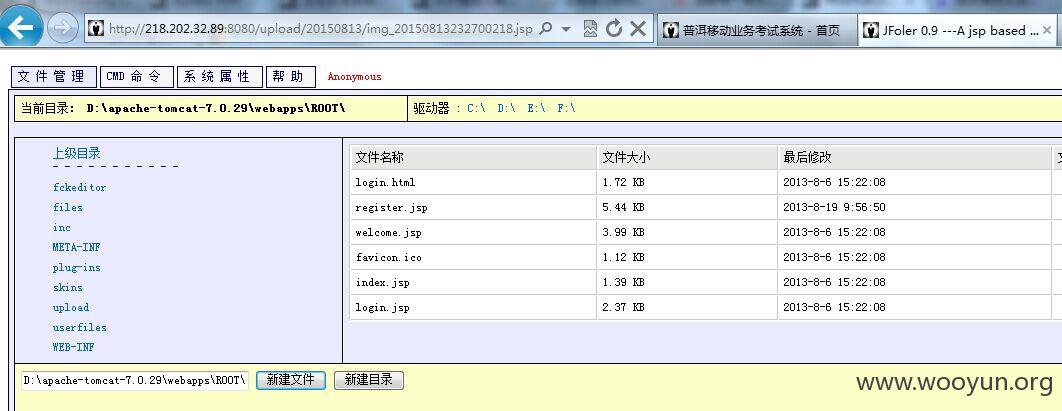 http://218.202.32.89:8080/upload/20150813/img_20150813232700218.jsp
普洱移动业务考试系统 - 首页
JFoler 0.9 ---A jsp based ...
文件管理 CMD 命令 系统属性 帮助 Anonymous
当前目录: D:\apache-tomcat-7.0.29\webapps\ROOT\ 驱动器 : C:\ D:\ E:\ F:\
上级目录
- - - - - - - - - - - -
fckeditor
files
inc
META-INF
plug-ins
skins
upload
userfiles
WEB-INF
文件名称 文件大小 最后修改
login.html 1.72 KB 2013-8-6 15:22:08
register.jsp 5.44 KB 2013-8-19 9:56:50
welcome.jsp 3.99 KB 2013-8-6 15:22:08
favicon.ico 1.12 KB 2013-8-6 15:22:08
index.jsp 1.39 KB 2013-8-6 15:22:08
login.jsp 2.37 KB 2013-8-6 15:22:08
D:\apache-tomcat-7.0.29\webapps\ROOT\ 新建文件 新建目录
www.wooyun.org